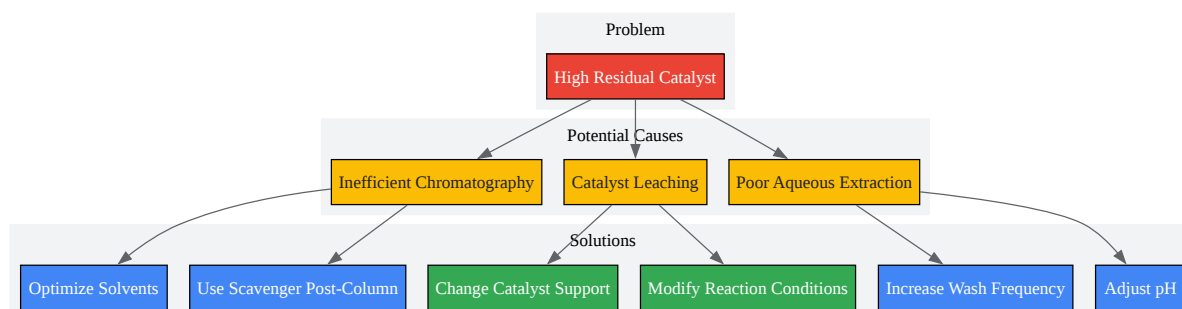 Problem
High Residual Catalyst
Potential Causes
Inefficient Chromatography
Catalyst Leaching
Poor Aqueous Extraction
Solutions
Optimize Solvents
Use Scavenger Post-Column
Change Catalyst Support
Modify Reaction Conditions
Increase Wash Frequency
Adjust pH